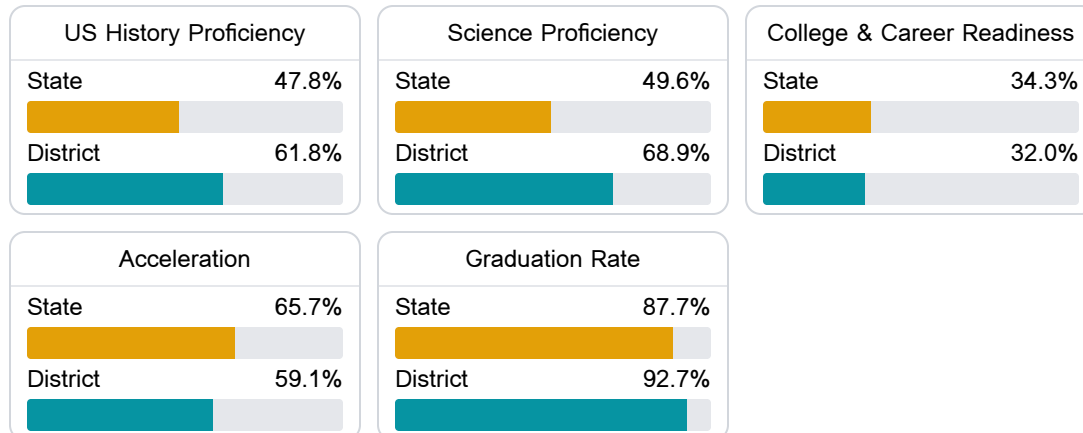 US History Proficiency
State 47.8%
District 61.8%
Science Proficiency
State 49.6%
District 68.9%
College & Career Readiness
State 34.3%
District 32.0%
Acceleration
State 65.7%
District 59.1%
Graduation Rate
State 87.7%
District 92.7%